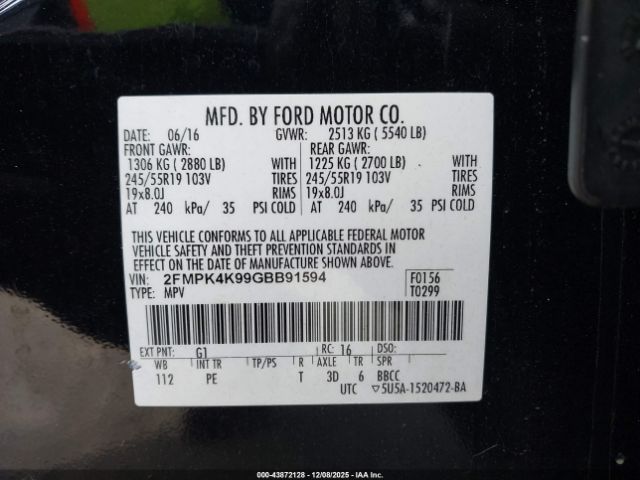 MFD. BY FORD MOTOR CO.
DATE: 06/16 GVWR: 2513 KG ( 5540 LB)
FRONT GAWR: REAR GAWR:
1306 KG ( 2880 LB) WITH 1225 KG ( 2700 LB) WITH
245/55R19 103V TIRES 245/55R19 103V TIRES
19x8.0J RIMS 19x8.0J RIMS
AT 240 kPa/ 35 PSI COLD AT 240 kPa/ 35 PSI COLD
THIS VEHICLE CONFORMS TO ALL APPLICABLE FEDERAL MOTOR
VEHICLE SAFETY AND THEFT PREVENTION STANDARDS IN
EFFECT ON THE DATE OF MANUFACTURE SHOWN ABOVE.
VIN: 2FMPK4K99GBB91594 F0156
TYPE: MPV T0299
EXT PNT: G1 RC: 16 DSO:
WB INT TR TP/PS R AXLE TR SPR
112 PE T 3D 6 BBCC
UTC ▽5U5A-1520472-BA
000-43872128 - 12/08/2025 - IAAI.CA